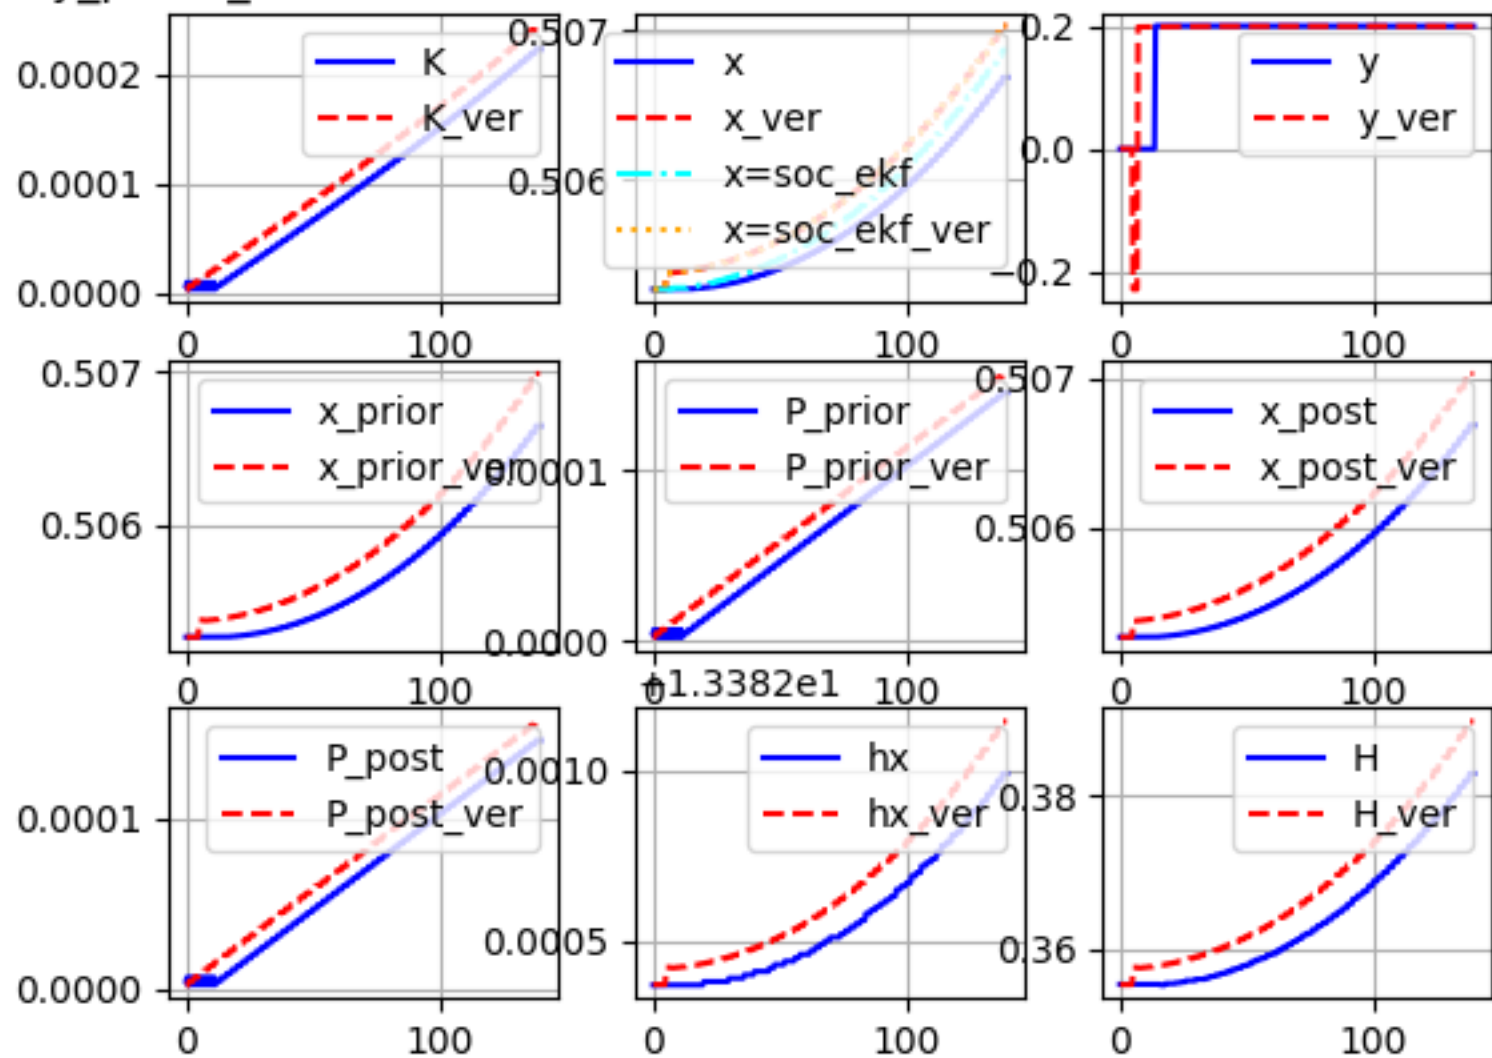 0.0002
0.0001
0.0000
K
K_ver
0
100
0.507
0.506
x
x_ver
x=soc_ekf
x=soc_ekf_ver
0
100
0.2
0.0
−0.2
y
y_ver
0
100
0.507
0.506
x_prior
x_prior_ver
0
100
0.0001
0.0000
P_prior
P_prior_ver
0
100
0.507
0.506
x_post
x_post_ver
0
100
0.0001
0.0000
P_post
P_post_ver
0
100
+1.3382e1
0.0010
0.0005
hx
hx_ver
0
100
0.38
0.36
H
H_ver
0
100